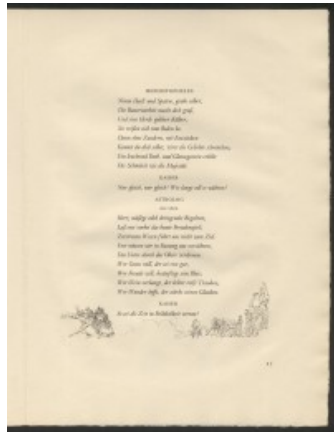 MEPHISTOPHELES
Nimm Hack' und Spaten, grabe selber,
Die Bauernarbeit macht dich groß,
Und eine Herde goldner Kälber,
Sie reißen sich vom Boden los.
Dann ohne Zaudern, mit Entzücken
Kannst du dich selbst, wirst die Geliebte schmücken;
Ein leuchtend Farb- und Glanzgestein erhöht
Die Schönheit wie die Majestät.
KAISER
Nur gleich, nur gleich! Wie lange soll es währen!
ASTROLOG
wie oben
Herr, mäßige solch dringendes Begehren,
Laß erst vorbei das bunte Freudenspiel;
Zerstreutes Wesen führt uns nicht zum Ziel.
Erst müssen wir in Fassung uns versühnen,
Das Untre durch das Obere verdienen.
Wer Gutes will, der sei erst gut;
Wer Freude will, besänftige sein Blut;
Wer Wein verlangt, der keltre reife Trauben;
Wer Wunder hofft, der stärke seinen Glauben.
KAISER
So sei die Zeit in Fröhlichkeit vertan!